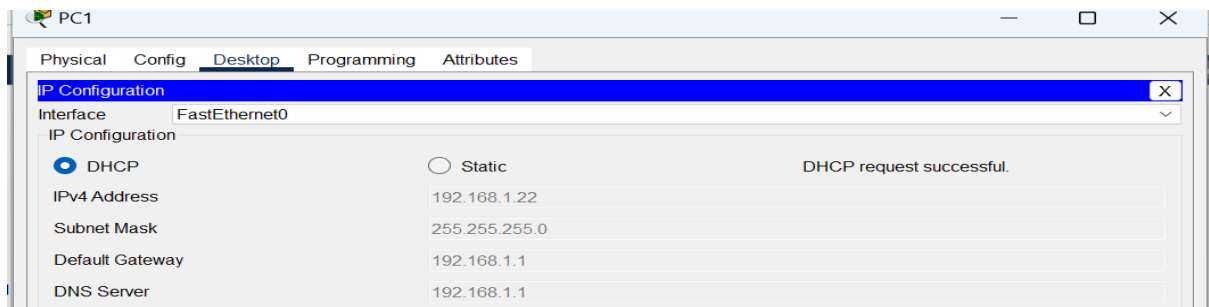 PC1
Physical Config Desktop Programming Attributes
IP Configuration X
Interface FastEthernet0
IP Configuration
DHCP Static DHCP request successful.
IPv4 Address 192.168.1.22
Subnet Mask 255.255.255.0
Default Gateway 192.168.1.1
DNS Server 192.168.1.1